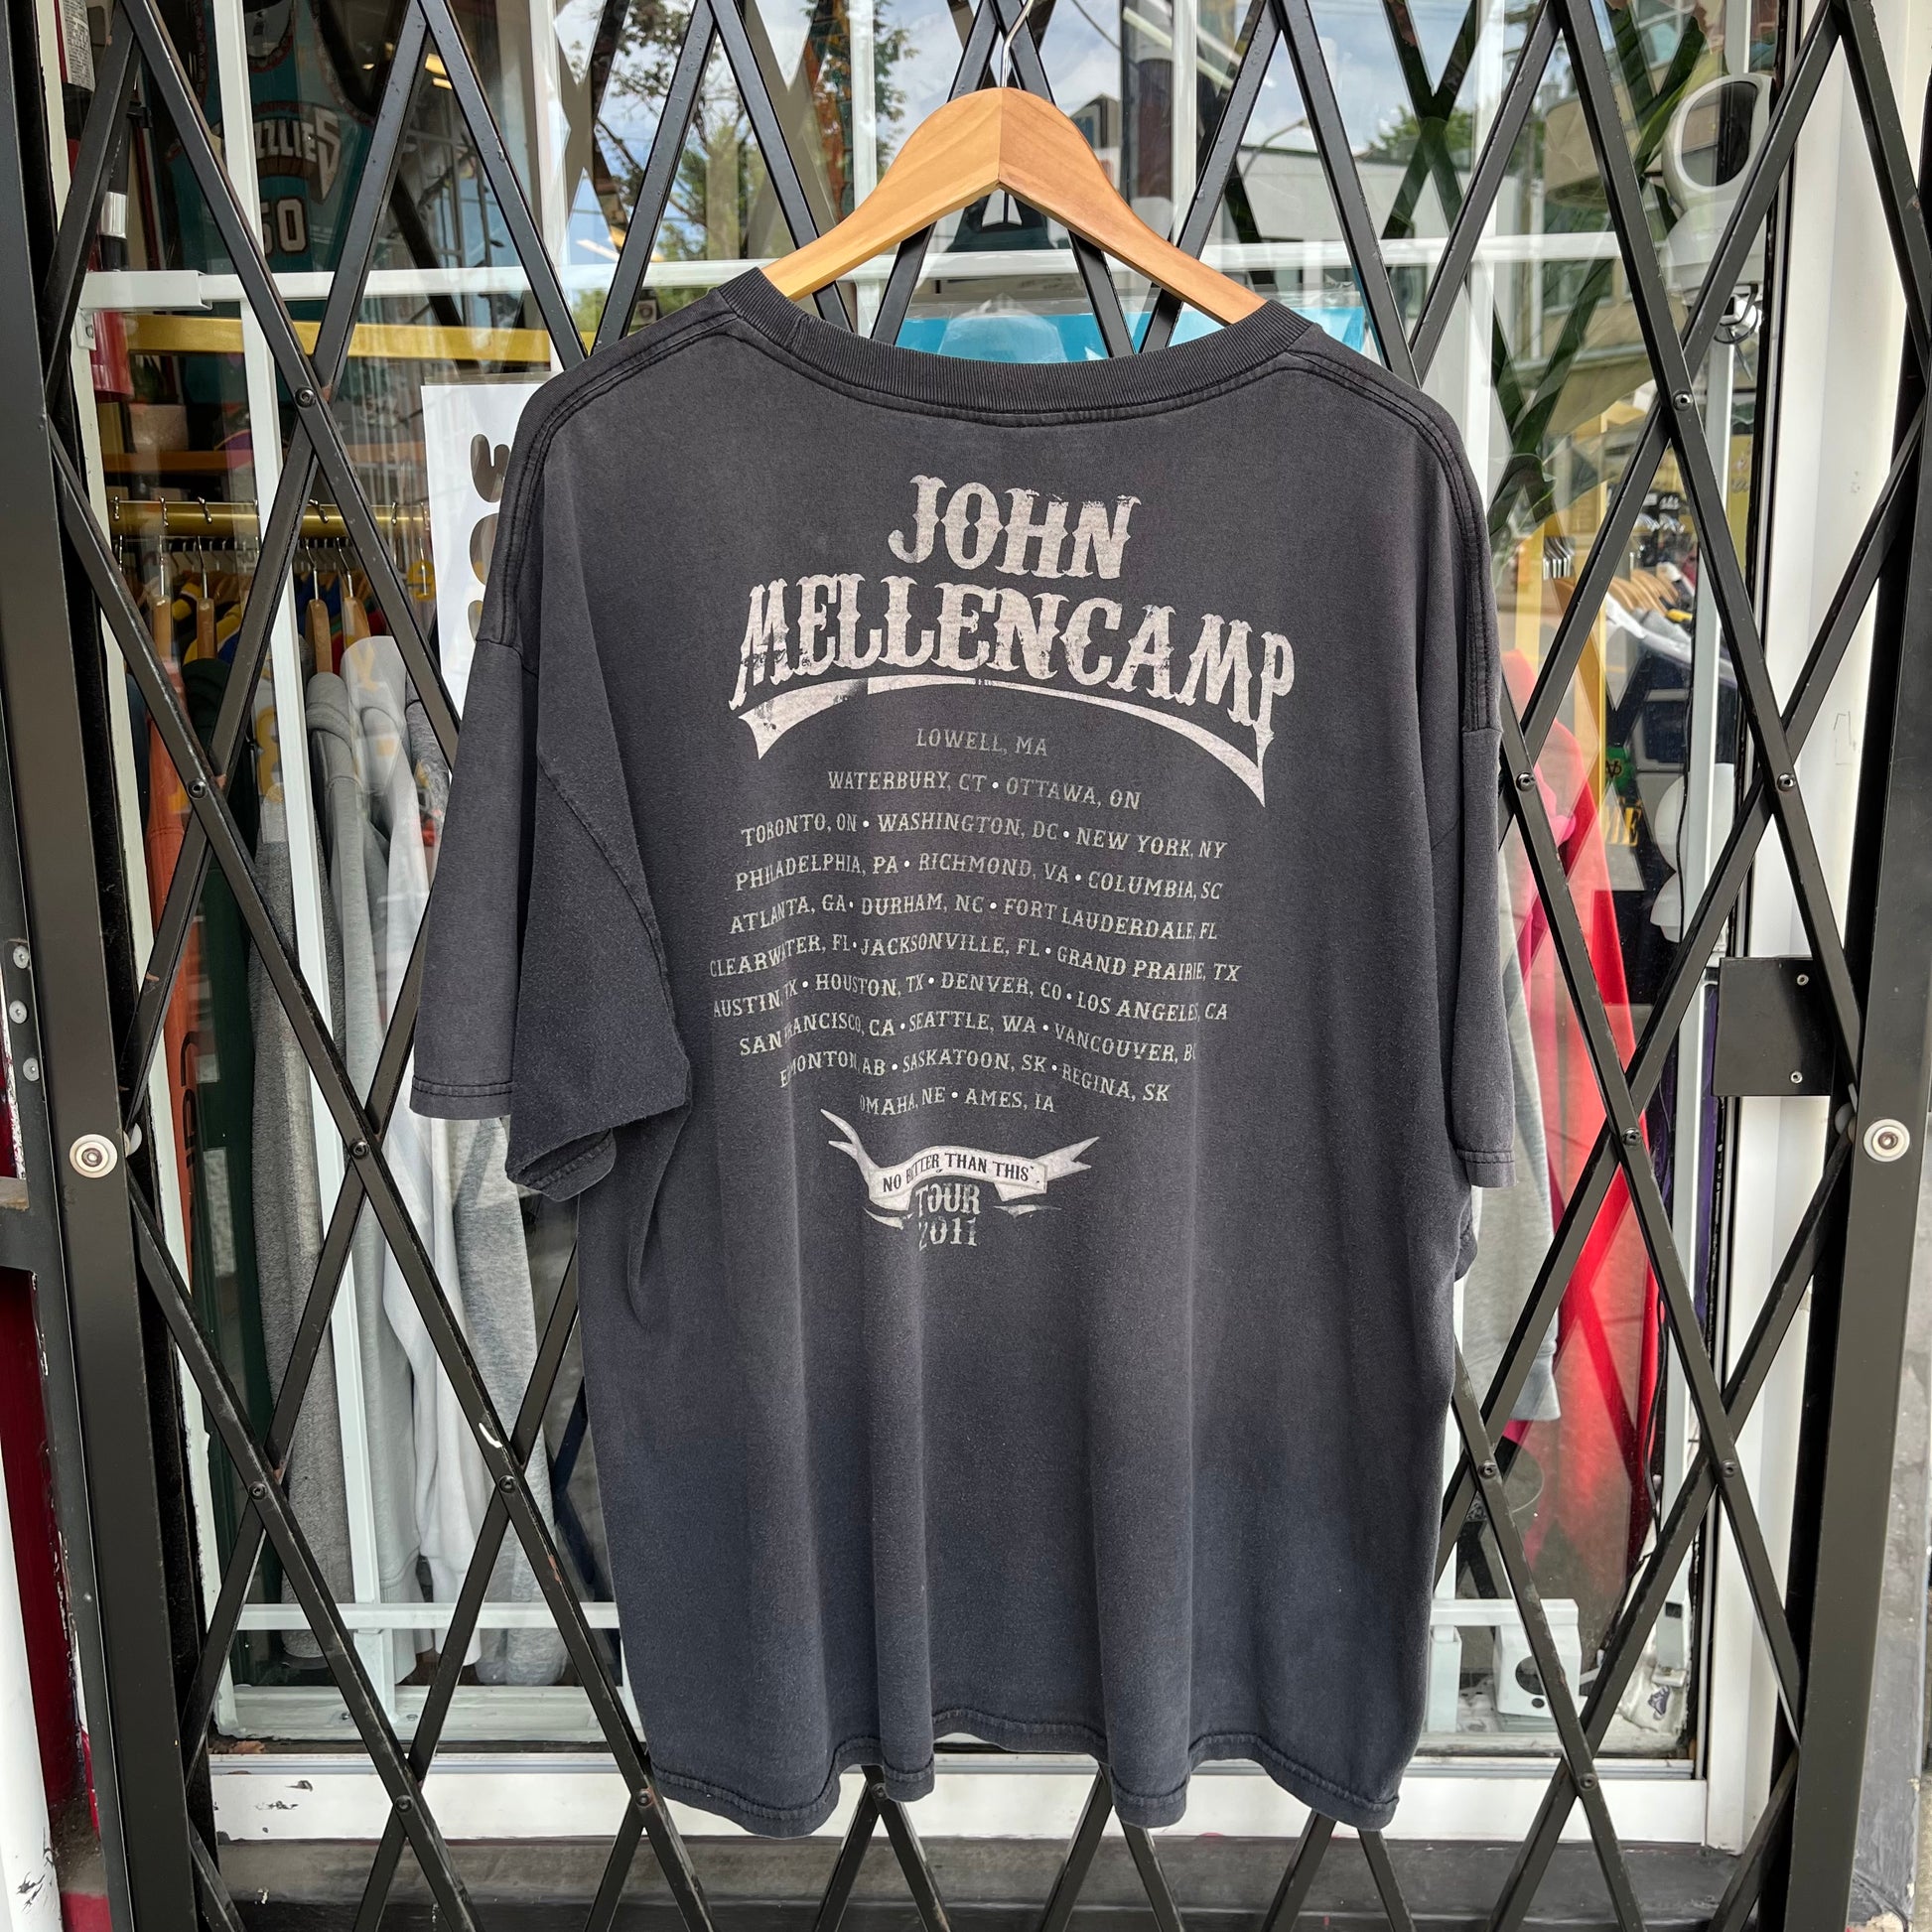 JOHN
MELLENCAMP
LOWELL, MA
WATERBURY, CT • OTTAWA, ON
TORONTO, ON • WASHINGTON, DC • NEW YORK, NY
PHILADELPHIA, PA • RICHMOND, VA • COLUMBIA, SC
ATLANTA, GA • DURHAM, NC • FORT LAUDERDALE, FL
CLEARWATER, FL • JACKSONVILLE, FL • GRAND PRAIRIE, TX
AUSTIN, TX • HOUSTON, TX • DENVER, CO • LOS ANGELES, CA
SAN FRANCISCO, CA • SEATTLE, WA • VANCOUVER, BC
EDMONTON, AB • SASKATOON, SK • REGINA, SK
OMAHA, NE • AMES, IA
NO BETTER THAN THIS
TOUR
2011
50